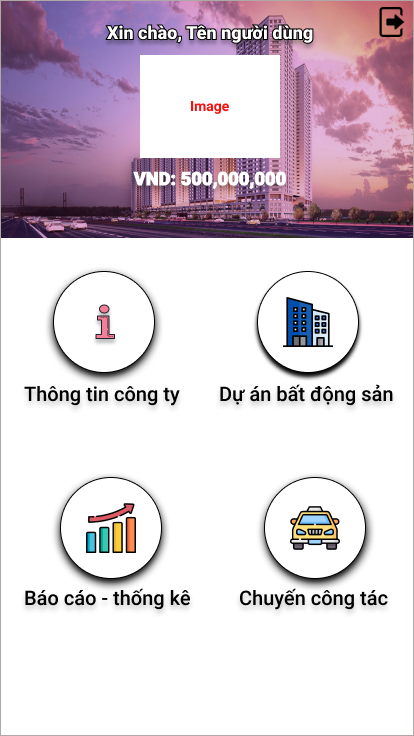 Xin chào, Tên người dùng
Image
VND: 500,000,000
Thông tin công ty
Dự án bất động sản
Báo cáo - thống kê
Chuyến công tác